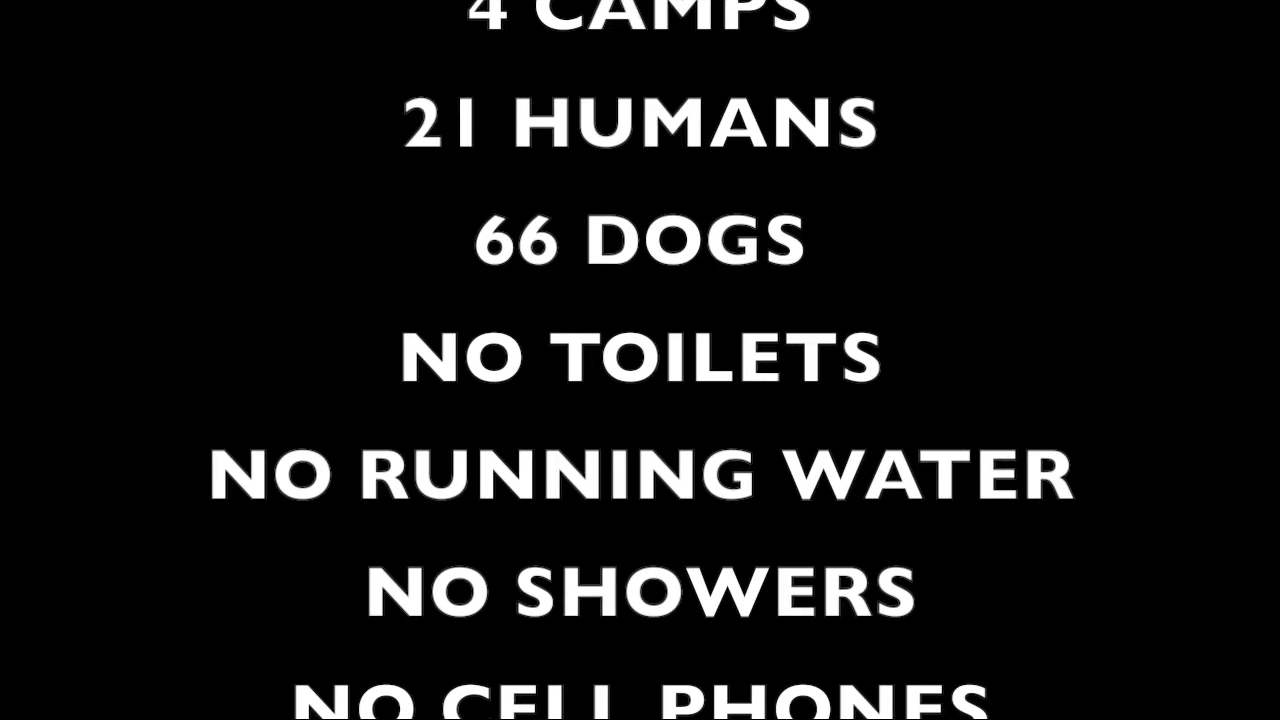 4 CAMPS
21 HUMANS
66 DOGS
NO TOILETS
NO RUNNING WATER
NO SHOWERS
NO CELL PHONES